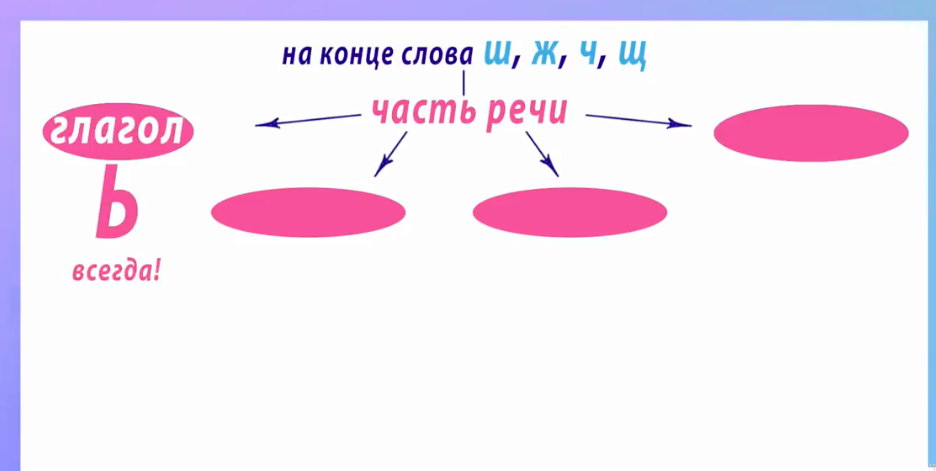 на конце слова ш, ж, ч, щ
часть речи
глагол
Ь
всегда!